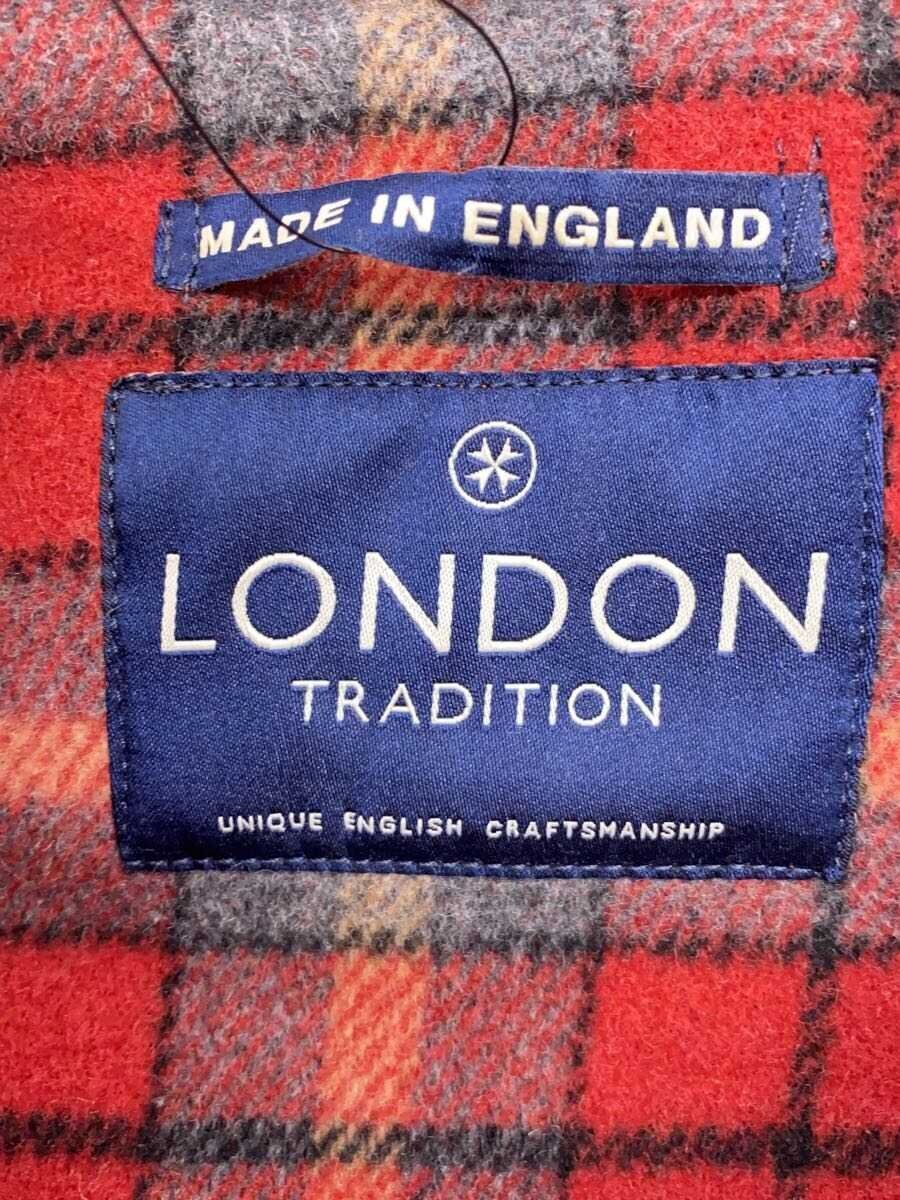 MADE IN ENGLAND
LONDON
TRADITION
UNIQUE ENGLISH CRAFTSMANSHIP